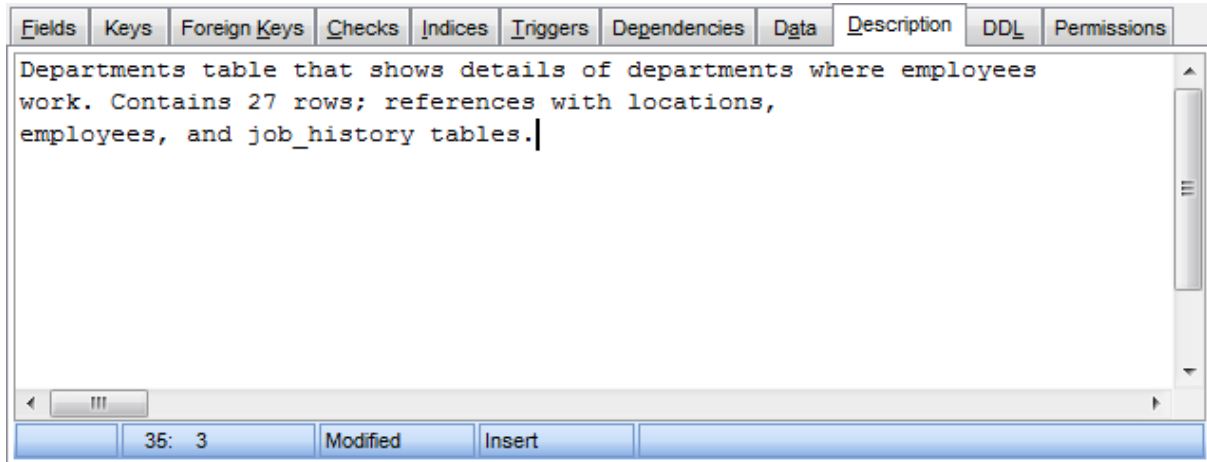 Fields Keys Foreign Keys Checks Indices Triggers Dependencies Data Description DDL Permissions
Departments table that shows details of departments where employees
work. Contains 27 rows; references with locations,
employees, and job_history tables.
35: 3 Modified Insert